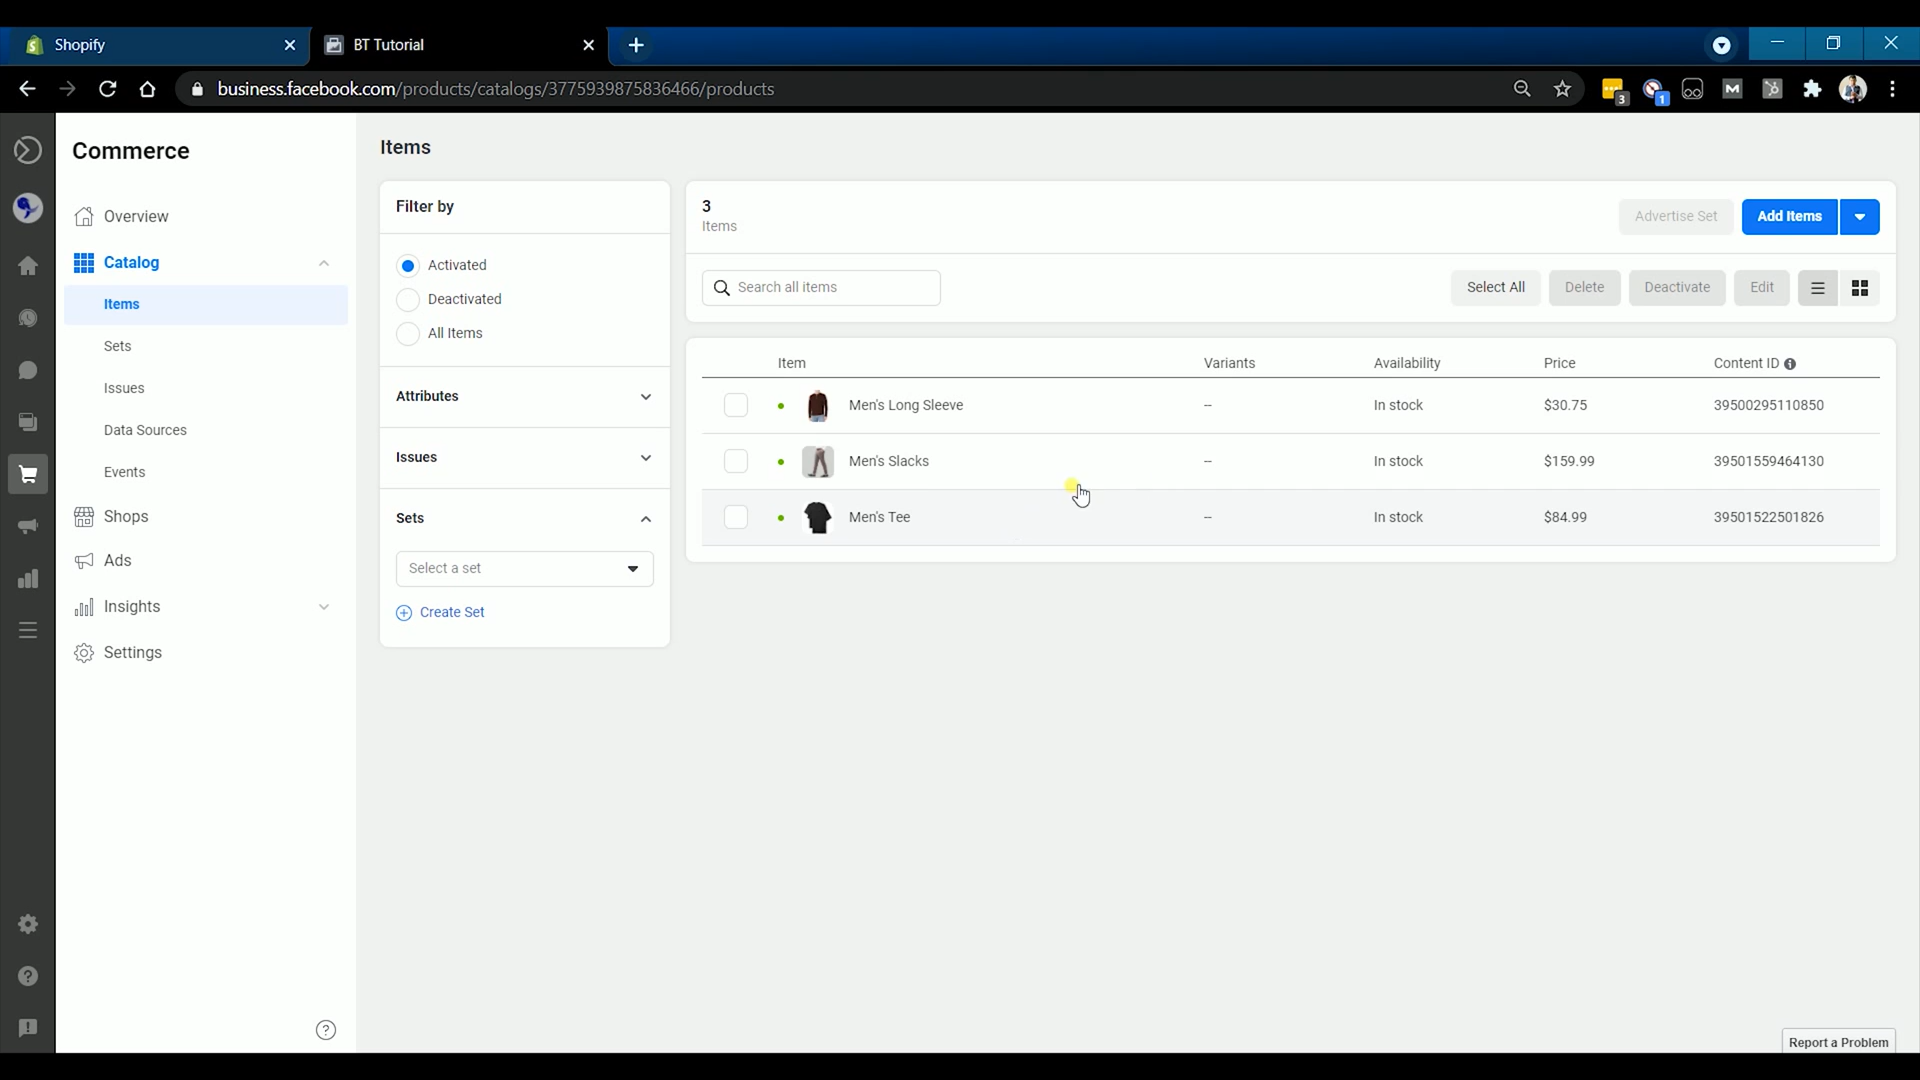 Shopify
BT Tutorial
business.facebook.com/products/catalogs/3775939875836466/products
3
1
Commerce
Overview
Catalog
Items
Sets
Issues
Data Sources
Events
Shops
Ads
Insights
Settings
Items
Filter by
Activated
Deactivated
All Items
Attributes
Issues
Sets
Select a set
Create Set
3
Items
Advertise Set
Add Items
Search all items
Select All
Delete
Deactivate
Edit
Item Variants Availability Price Content ID
Men's Long Sleeve -- In stock $30.75 39500295110850
Men's Slacks -- In stock $159.99 39501559464130
Men's Tee -- In stock $84.99 39501522501826
Report a Problem